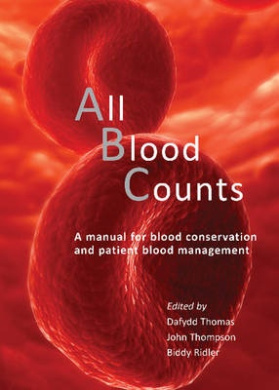 All
Blood
Counts
A manual for blood conservation
and patient blood management
Edited by
Dafydd Thomas
John Thompson
Biddy Ridler